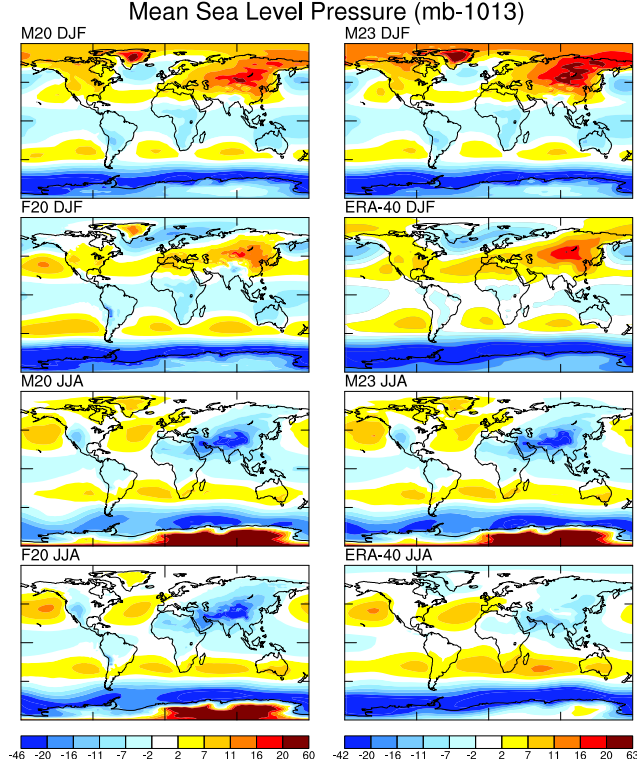 Mean Sea Level Pressure (mb-1013)
M20 DJF
M23 DJF
F20 DJF
ERA-40 DJF
M20 JJA
M23 JJA
F20 JJA
ERA-40 JJA
-46 -20 -16 -11 -7 -2 2 7 11 16 20 60
-42 -20 -16 -11 -7 -2 2 7 11 16 20 63